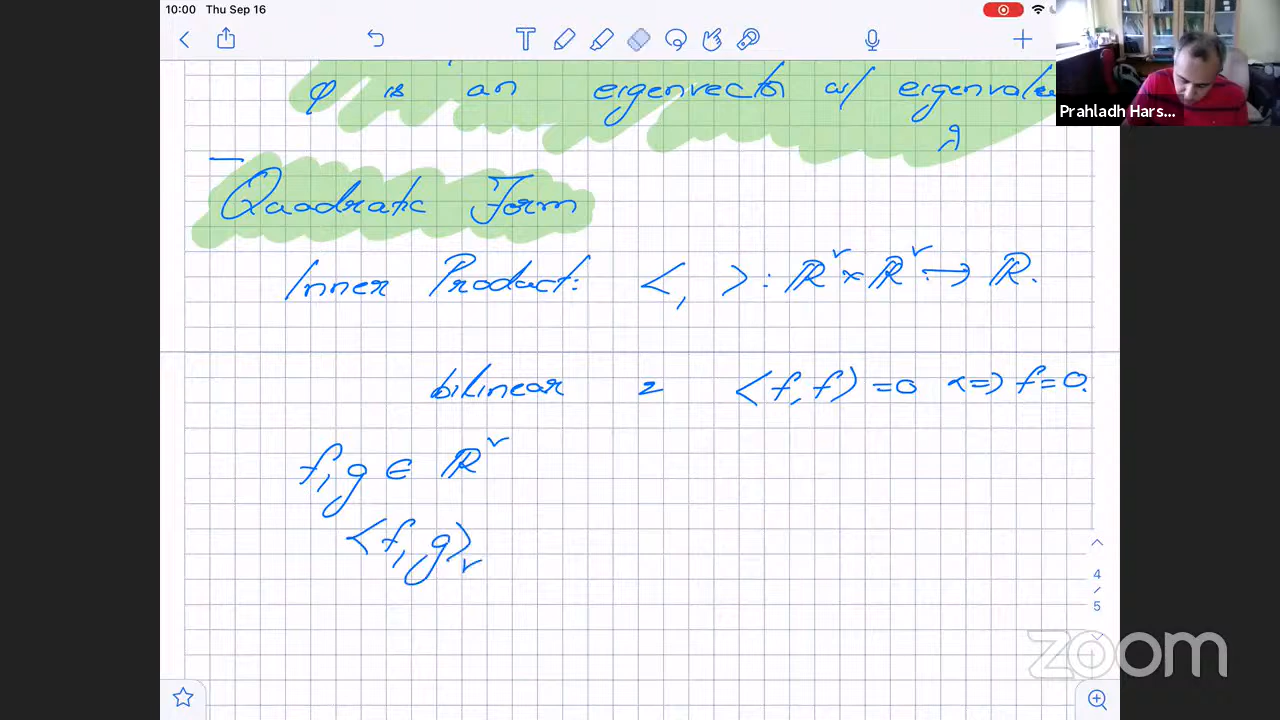 10:00 Thu Sep 16
φ is an eigenvector w/ eigenvalue
λ
Prahladh Hars...
Quadratic Form
Inner Product: < , > : ℝ^V × ℝ^V → ℝ.
bilinear & <f, f> = 0 <=> f = 0.
f, g ∈ ℝ^V
<f, g>_V
4
/
5
zoom